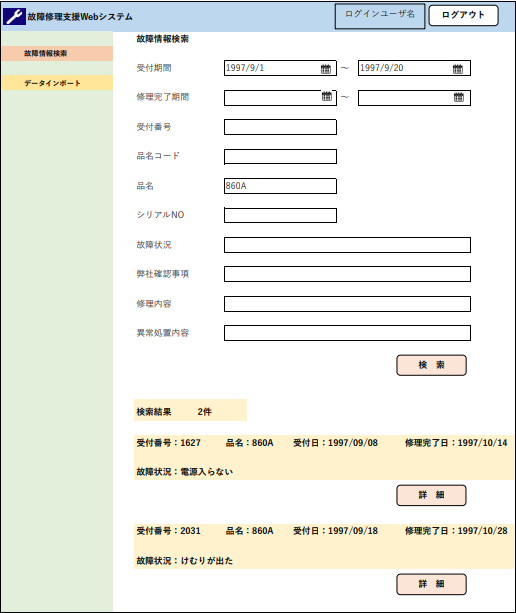 故障修理支援Webシステム ログインユーザ名 ログアウト
故障情報検索
故障情報検索
データインポート
受付期間 1997/9/1 ～ 1997/9/20
修理完了期間 ～
受付番号
品名コード
品名 860A
シリアルNO
故障状況
弊社確認事項
修理内容
異常処置内容
検 索
検索結果 2件
受付番号：1627 品名：860A 受付日：1997/09/08 修理完了日：1997/10/14
故障状況：電源入らない
詳 細
受付番号：2031 品名：860A 受付日：1997/09/18 修理完了日：1997/10/28
故障状況：けむりが出た
詳 細